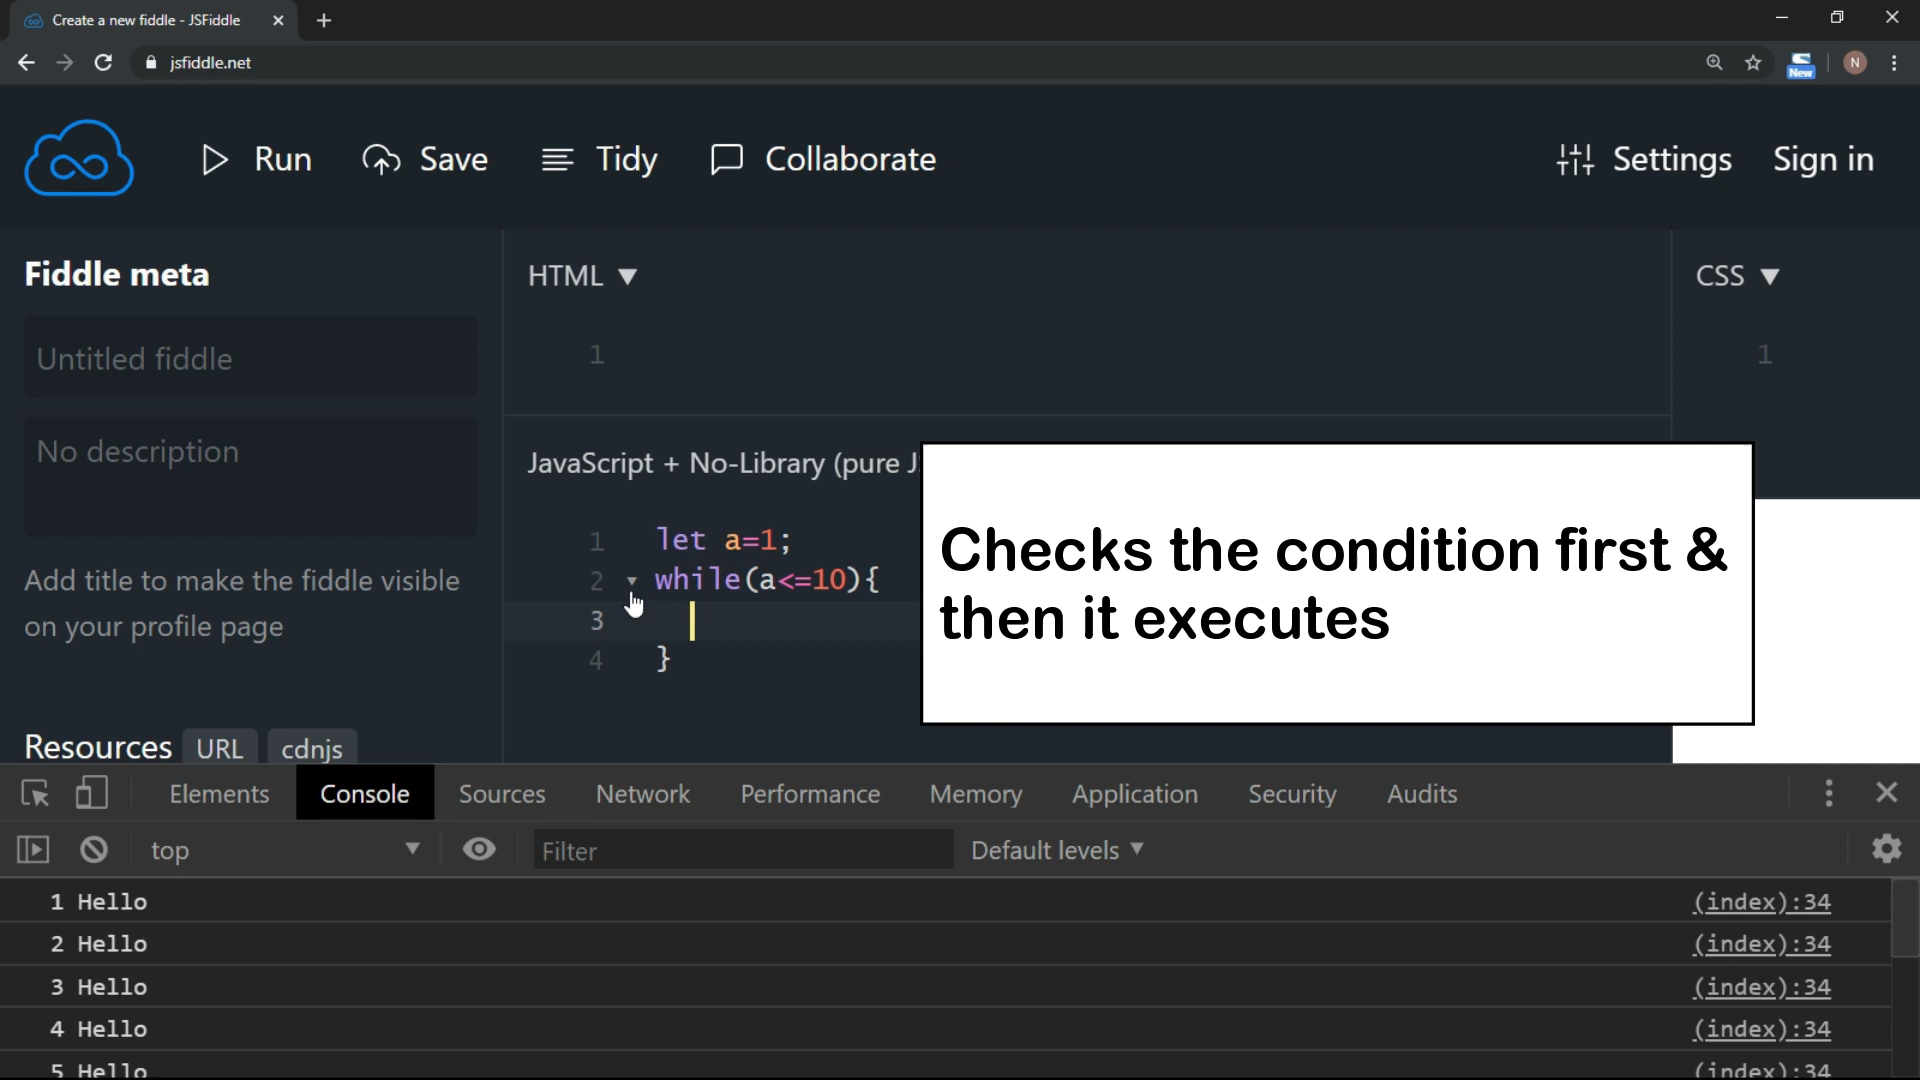 Create a new fiddle - JSFiddle
jsfiddle.net
New
N
Run
Save
Tidy
Collaborate
Settings
Sign in
Fiddle meta
Untitled fiddle
No description
Add title to make the fiddle visible
on your profile page
Resources URL cdnjs
HTML
1
CSS
1
JavaScript + No-Library (pure J
1 let a=1;
2 while(a<=10){
3
4 }
Checks the condition first &
then it executes
Elements Console Sources Network Performance Memory Application Security Audits
top Filter Default levels
1 Hello (index):34
2 Hello (index):34
3 Hello (index):34
4 Hello (index):34
5 Hello (index):34